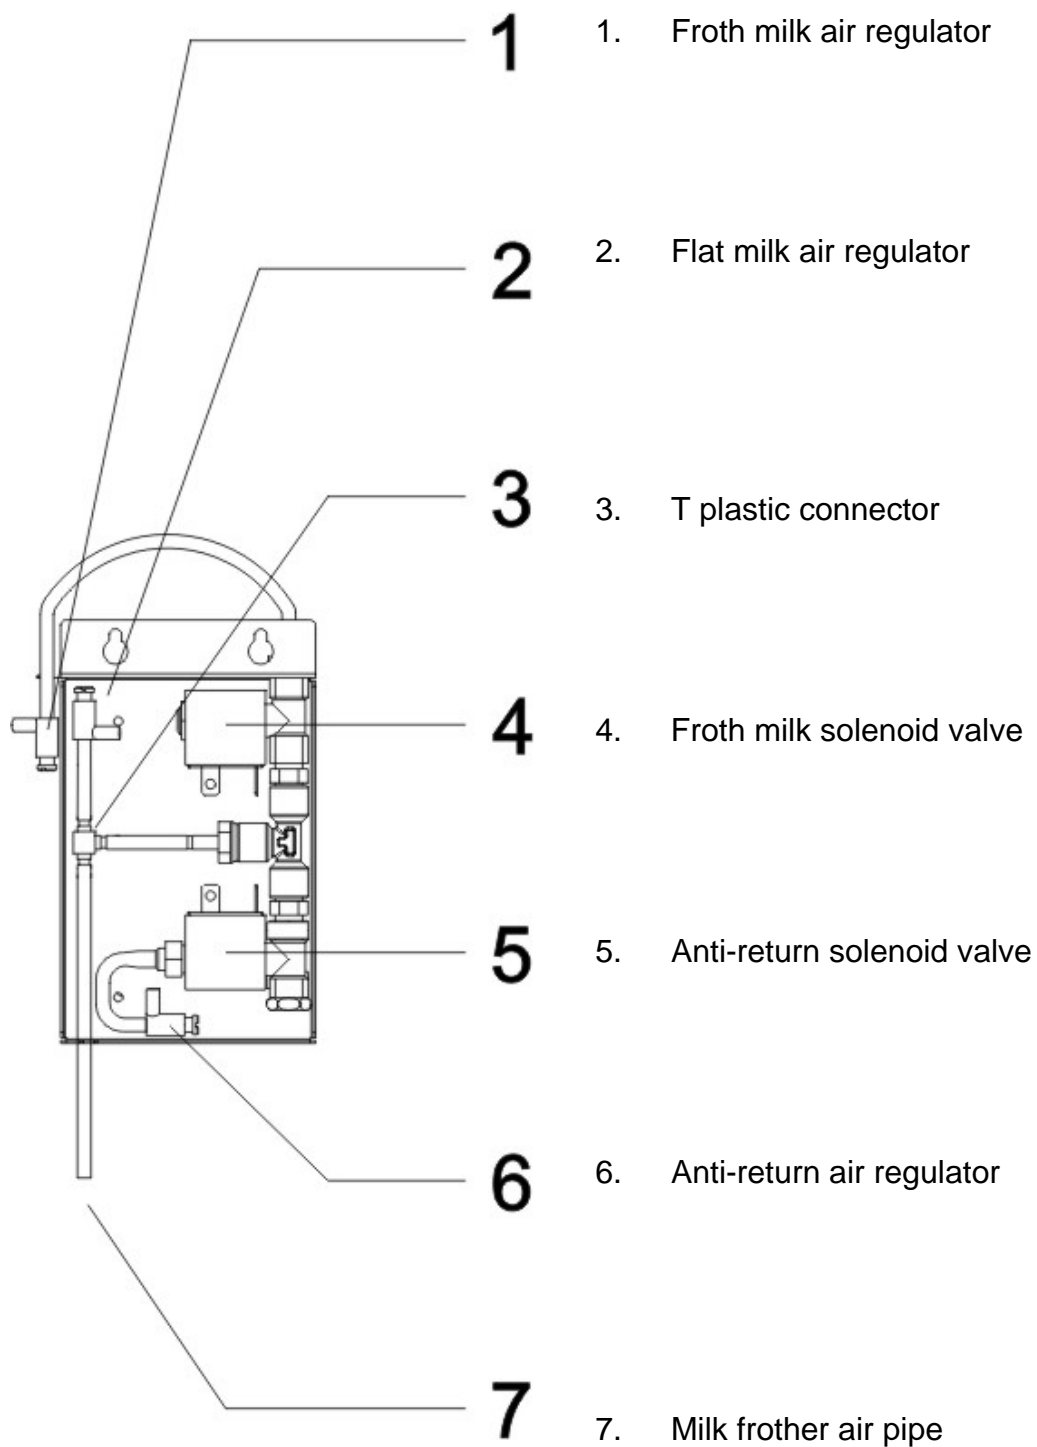 1 1. Froth milk air regulator
2 2. Flat milk air regulator
3 3. T plastic connector
4 4. Froth milk solenoid valve
5 5. Anti-return solenoid valve
6 6. Anti-return air regulator
7 7. Milk frother air pipe